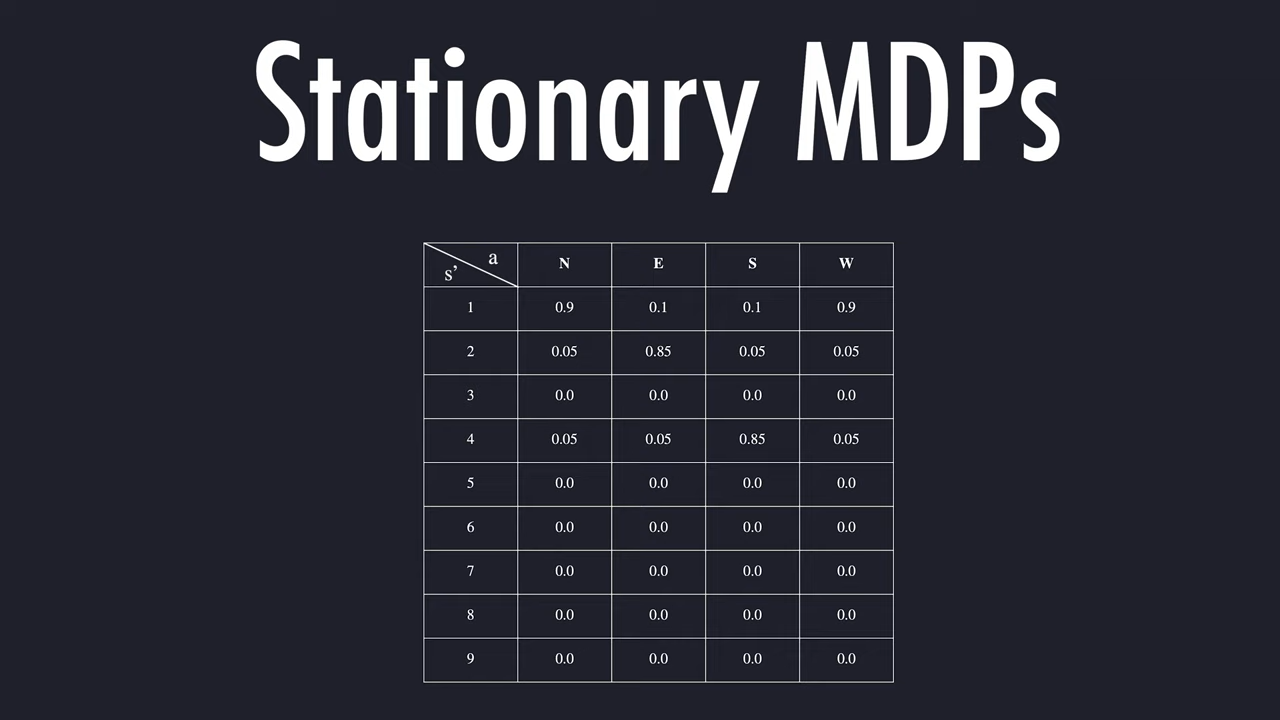 Stationary MDPs
a
s’ N E S W
1 0.9 0.1 0.1 0.9
2 0.05 0.85 0.05 0.05
3 0.0 0.0 0.0 0.0
4 0.05 0.05 0.85 0.05
5 0.0 0.0 0.0 0.0
6 0.0 0.0 0.0 0.0
7 0.0 0.0 0.0 0.0
8 0.0 0.0 0.0 0.0
9 0.0 0.0 0.0 0.0